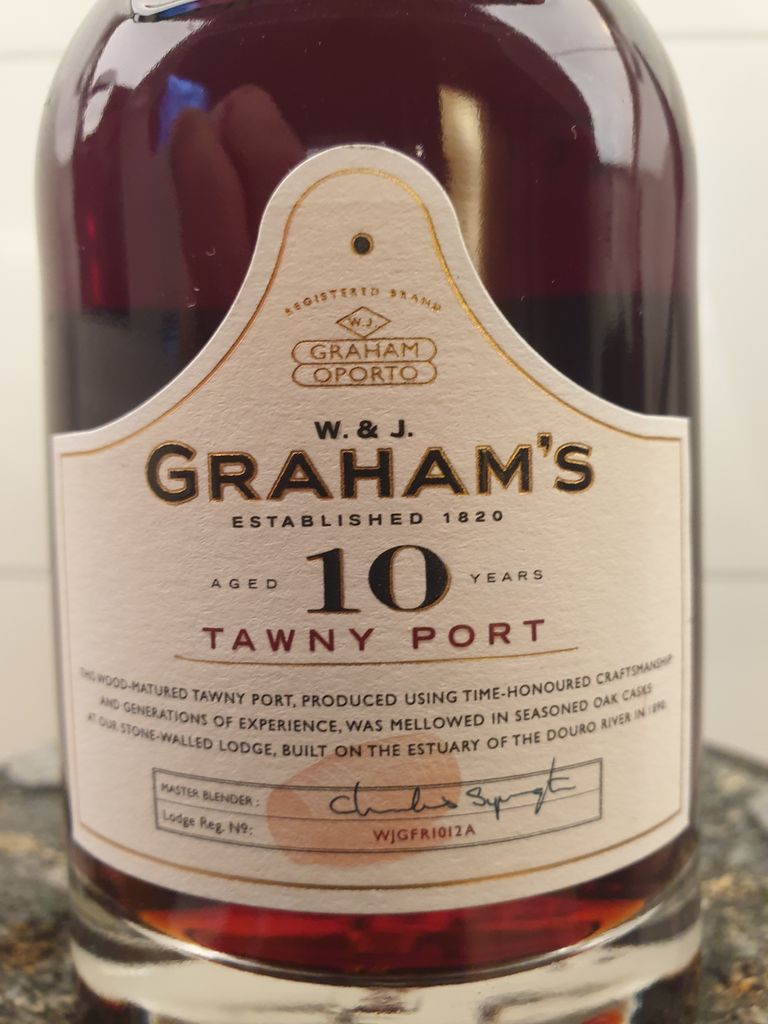 REGISTERED BRAND
W.J.
GRAHAM
OPORTO
W. & J.
GRAHAM'S
ESTABLISHED 1820
AGED 10 YEARS
TAWNY PORT
THIS WOOD-MATURED TAWNY PORT, PRODUCED USING TIME-HONOURED CRAFTSMANSHIP
AND GENERATIONS OF EXPERIENCE, WAS MELLOWED IN SEASONED OAK CASKS
AT OUR STONE-WALLED LODGE, BUILT ON THE ESTUARY OF THE DOURO RIVER IN 1890.
MASTER BLENDER: Charles Symington
Lodge Reg. Nº: WJGFR1012A